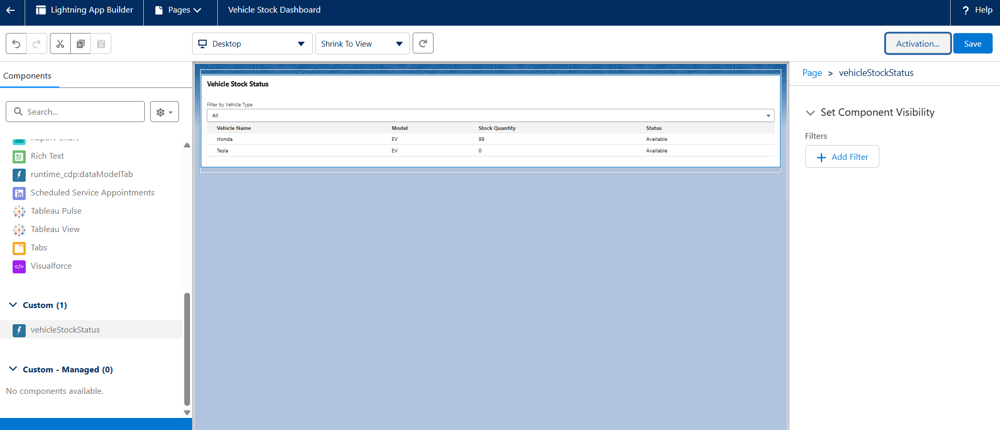 Lightning App Builder
Pages
Vehicle Stock Dashboard
? Help
Desktop
Shrink To View
Activation...
Save
Components
Search...
Report Chart
Rich Text
runtime_cdp:dataModelTab
Scheduled Service Appointments
Tableau Pulse
Tableau View
Tabs
</> Visualforce
Custom (1)
vehicleStockStatus
Custom - Managed (0)
No components available.
Vehicle Stock Status
Filter by Vehicle Type
All
Vehicle Name Model Stock Quantity Status
Honda EV 99 Available
Tesla EV 0 Available
Page > vehicleStockStatus
Set Component Visibility
Filters
+ Add Filter